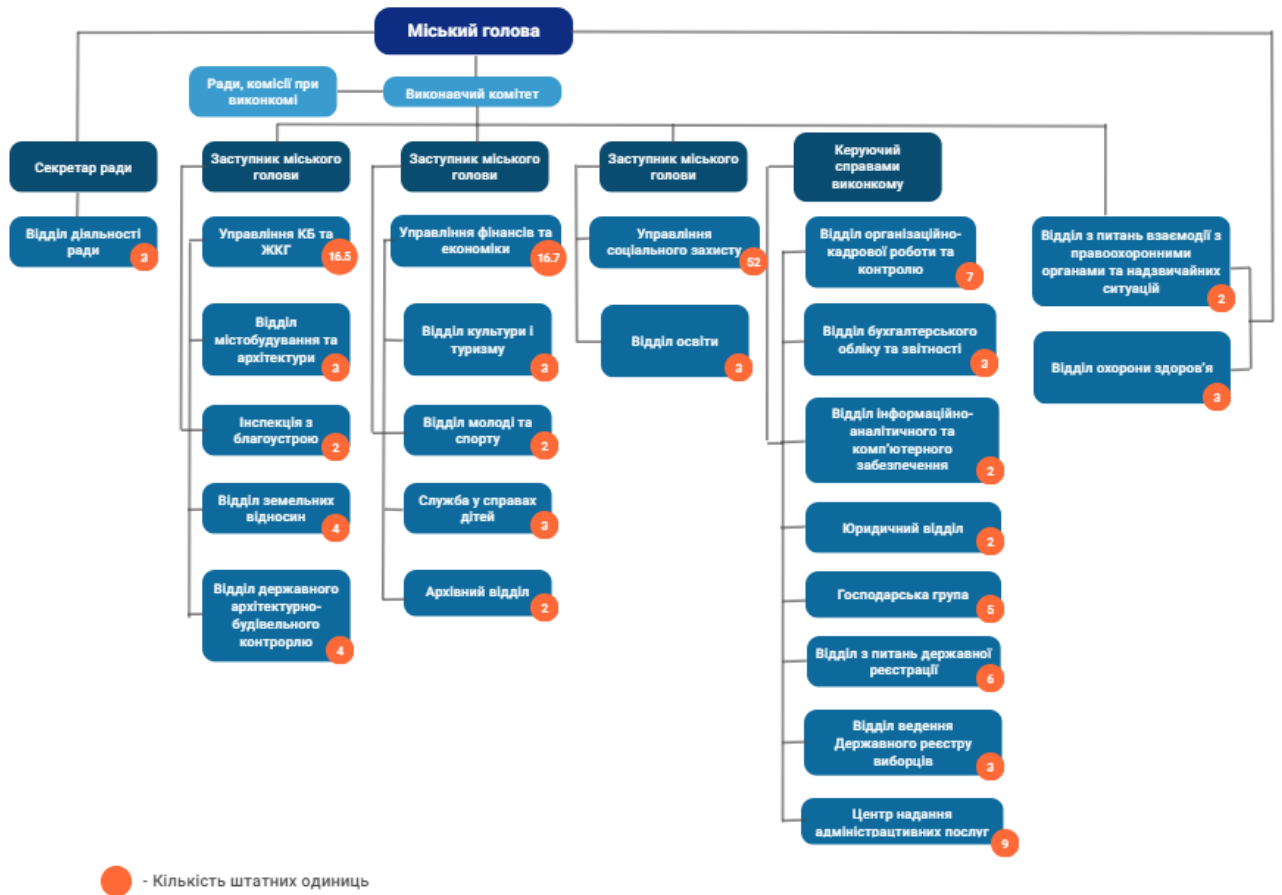 Міський голова
Ради, комісії при
виконкомі
Виконавчий комітет
Секретар ради
Відділ діяльності
ради
3
Заступник міського
голови
Управління КБ та
ЖКГ
16.5
Відділ
містобудування та
архітектури
3
Інспекція з
благоустрою
2
Відділ земельних
відносин
4
Відділ державного
архітектурно-
будівельного
контрорлю
4
Заступник міського
голови
Управління фінансів та
економіки
16.7
Відділ культури і
туризму
3
Відділ молоді та
спорту
2
Служба у справах
дітей
3
Архівний відділ
2
Заступник міського
голови
Управління
соціального захисту
52
Відділ освіти
3
Керуючий
справами
виконкому
Відділ організаційно-
кадрової роботи та
контролю
7
Відділ бухгалтерського
обліку та звітності
3
Відділ інформаційно-
аналітичного та
комп'ютерного
забезпечення
2
Юридичний відділ
2
Господарська група
5
Відділ з питань державної
реєстрації
6
Відділ ведення
Державного реєстру
виборців
3
Центр надання
адміністрактивних послуг
9
Відділ з питань взаємодії з
правоохоронними
органами та надзвичайних
ситуацій
2
Відділ охорони здоров'я
3
- Кількість штатних одиниць